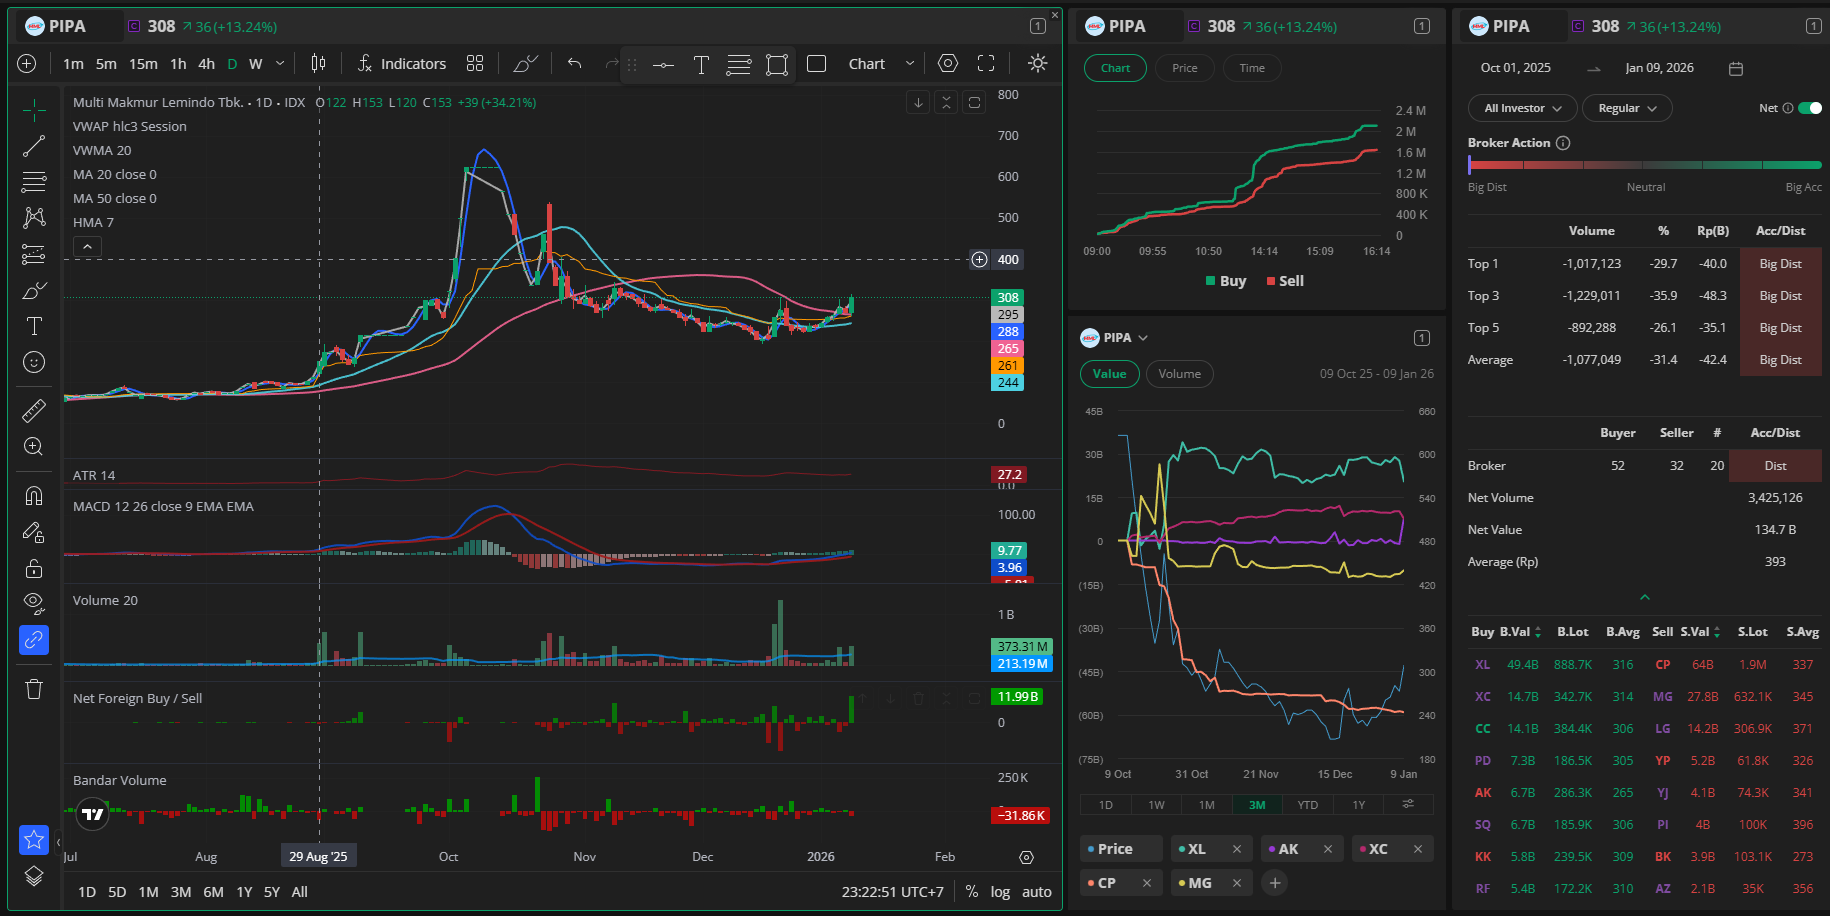 PIPA C 308 36 (+13.24%) 1
1m 5m 15m 1h 4h D W Indicators Chart
Multi Makmur Lemindo Tbk. • 1D • IDX O122 H153 L120 C153 +39 (+34.21%)
VWAP hlc3 Session
VWMA 20
MA 20 close 0
MA 50 close 0
HMA 7
800
700
600
500
400
308
295
288
265
261
244
0
ATR 14
27.2
0.0
MACD 12 26 close 9 EMA EMA
100.00
9.77
3.96
Volume 20
1 B
373.31 M
213.19 M
Net Foreign Buy / Sell
11.99 B
0
Bandar Volume
250 K
−31.86 K
Jul Aug 29 Aug '25 Oct Nov Dec 2026 Feb
1D 5D 1M 3M 6M 1Y 5Y All 23:22:51 UTC+7 % log auto
PIPA C 308 36 (+13.24%) 1
Chart Price Time
2.4 M
2 M
1.6 M
1.2 M
800 K
400 K
0
09:00 09:55 10:50 14:14 15:09 16:14
Buy Sell
PIPA 1
Value Volume 09 Oct 25 - 09 Jan 26
45B 660
30B 600
15B 540
0 480
(15B) 420
(30B) 360
(45B) 300
(60B) 240
(75B) 180
9 Oct 31 Oct 21 Nov 15 Dec 9 Jan
1D 1W 1M 3M YTD 1Y
Price XL AK XC
CP MG
PIPA C 308 36 (+13.24%) 1
Oct 01, 2025 Jan 09, 2026
All Investor Regular Net
Broker Action
Big Dist Neutral Big Acc
Volume % Rp(B) Acc/Dist
Top 1 -1,017,123 -29.7 -40.0 Big Dist
Top 3 -1,229,011 -35.9 -48.3 Big Dist
Top 5 -892,288 -26.1 -35.1 Big Dist
Average -1,077,049 -31.4 -42.4 Big Dist
Buyer Seller # Acc/Dist
Broker 52 32 20 Dist
Net Volume 3,425,126
Net Value 134.7 B
Average (Rp) 393
Buy B.Val B.Lot B.Avg Sell S.Val S.Lot S.Avg
XL 49.4B 888.7K 316 CP 64B 1.9M 337
XC 14.7B 342.7K 314 MG 27.8B 632.1K 345
CC 14.1B 384.4K 306 LG 14.2B 306.9K 371
PD 7.3B 186.5K 305 YP 5.2B 61.8K 326
AK 6.7B 286.3K 265 YJ 4.1B 74.3K 341
SQ 6.7B 185.9K 306 PI 4B 100K 396
KK 5.8B 239.5K 309 BK 3.9B 103.1K 273
RF 5.4B 172.2K 310 AZ 2.1B 35K 356